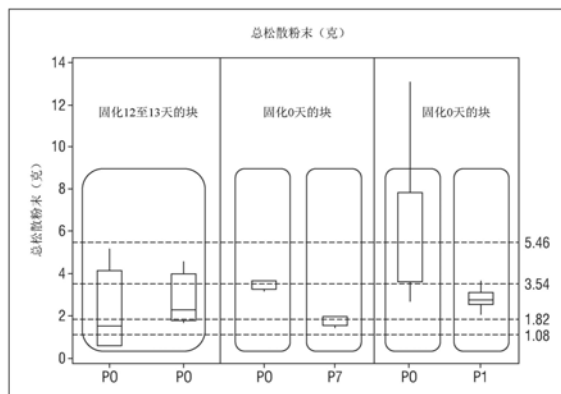 总松散粉末（克）
总松散粉末（克）
14
12
10
8
6
4
2
0
固化12至13天的块
固化0天的块
固化0天的块
5.46
3.54
1.82
1.08
P0
P0
P0
P7
P0
P1